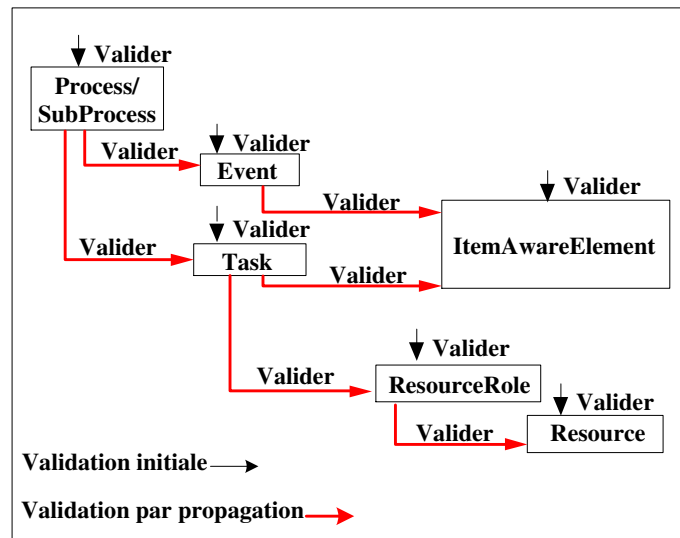 Valider
Process/
SubProcess
Valider
Valider
Event
Valider
Valider
Valider
Valider
Task
ItemAwareElement
Valider
Valider
Valider
ResourceRole
Valider
Valider
Resource
Validation initiale
Validation par propagation